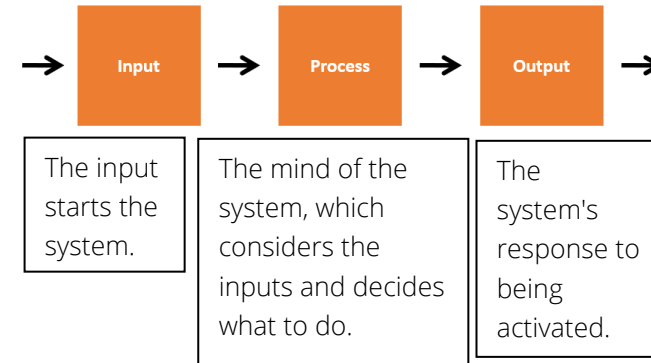 Input
Process
Output
The input
starts the
system.
The mind of the
system, which
considers the
inputs and decides
what to do.
The
system's
response to
being
activated.